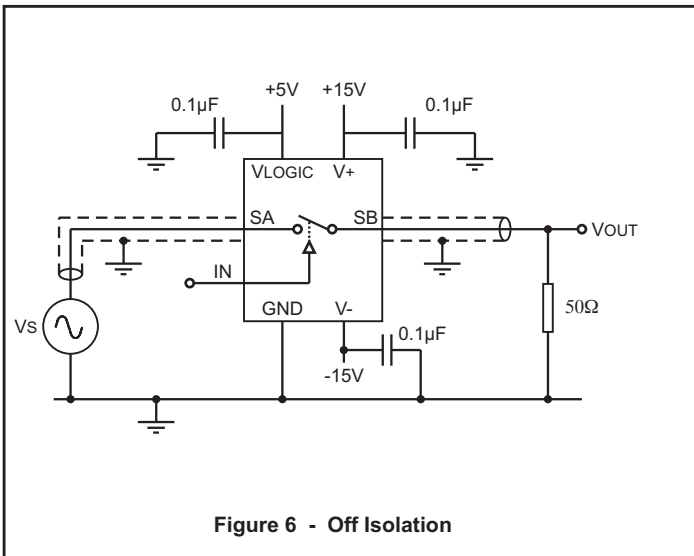 +5V +15V
0.1µF 0.1µF
VLOGIC V+
SA SB VOUT
IN
GND V-
VS 50Ω
0.1µF
-15V
Figure 6 - Off Isolation